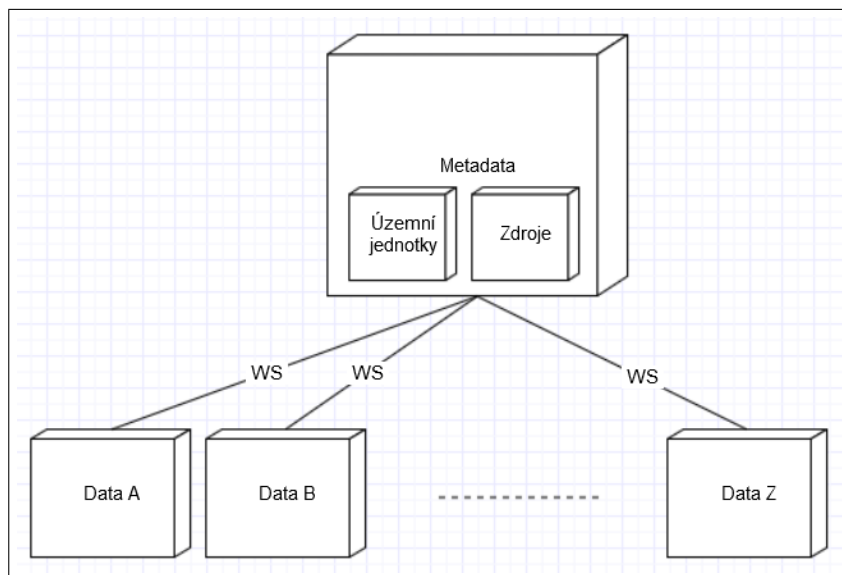 Metadata
Územní
jednotky
Zdroje
WS
WS
WS
Data A
Data B
Data Z